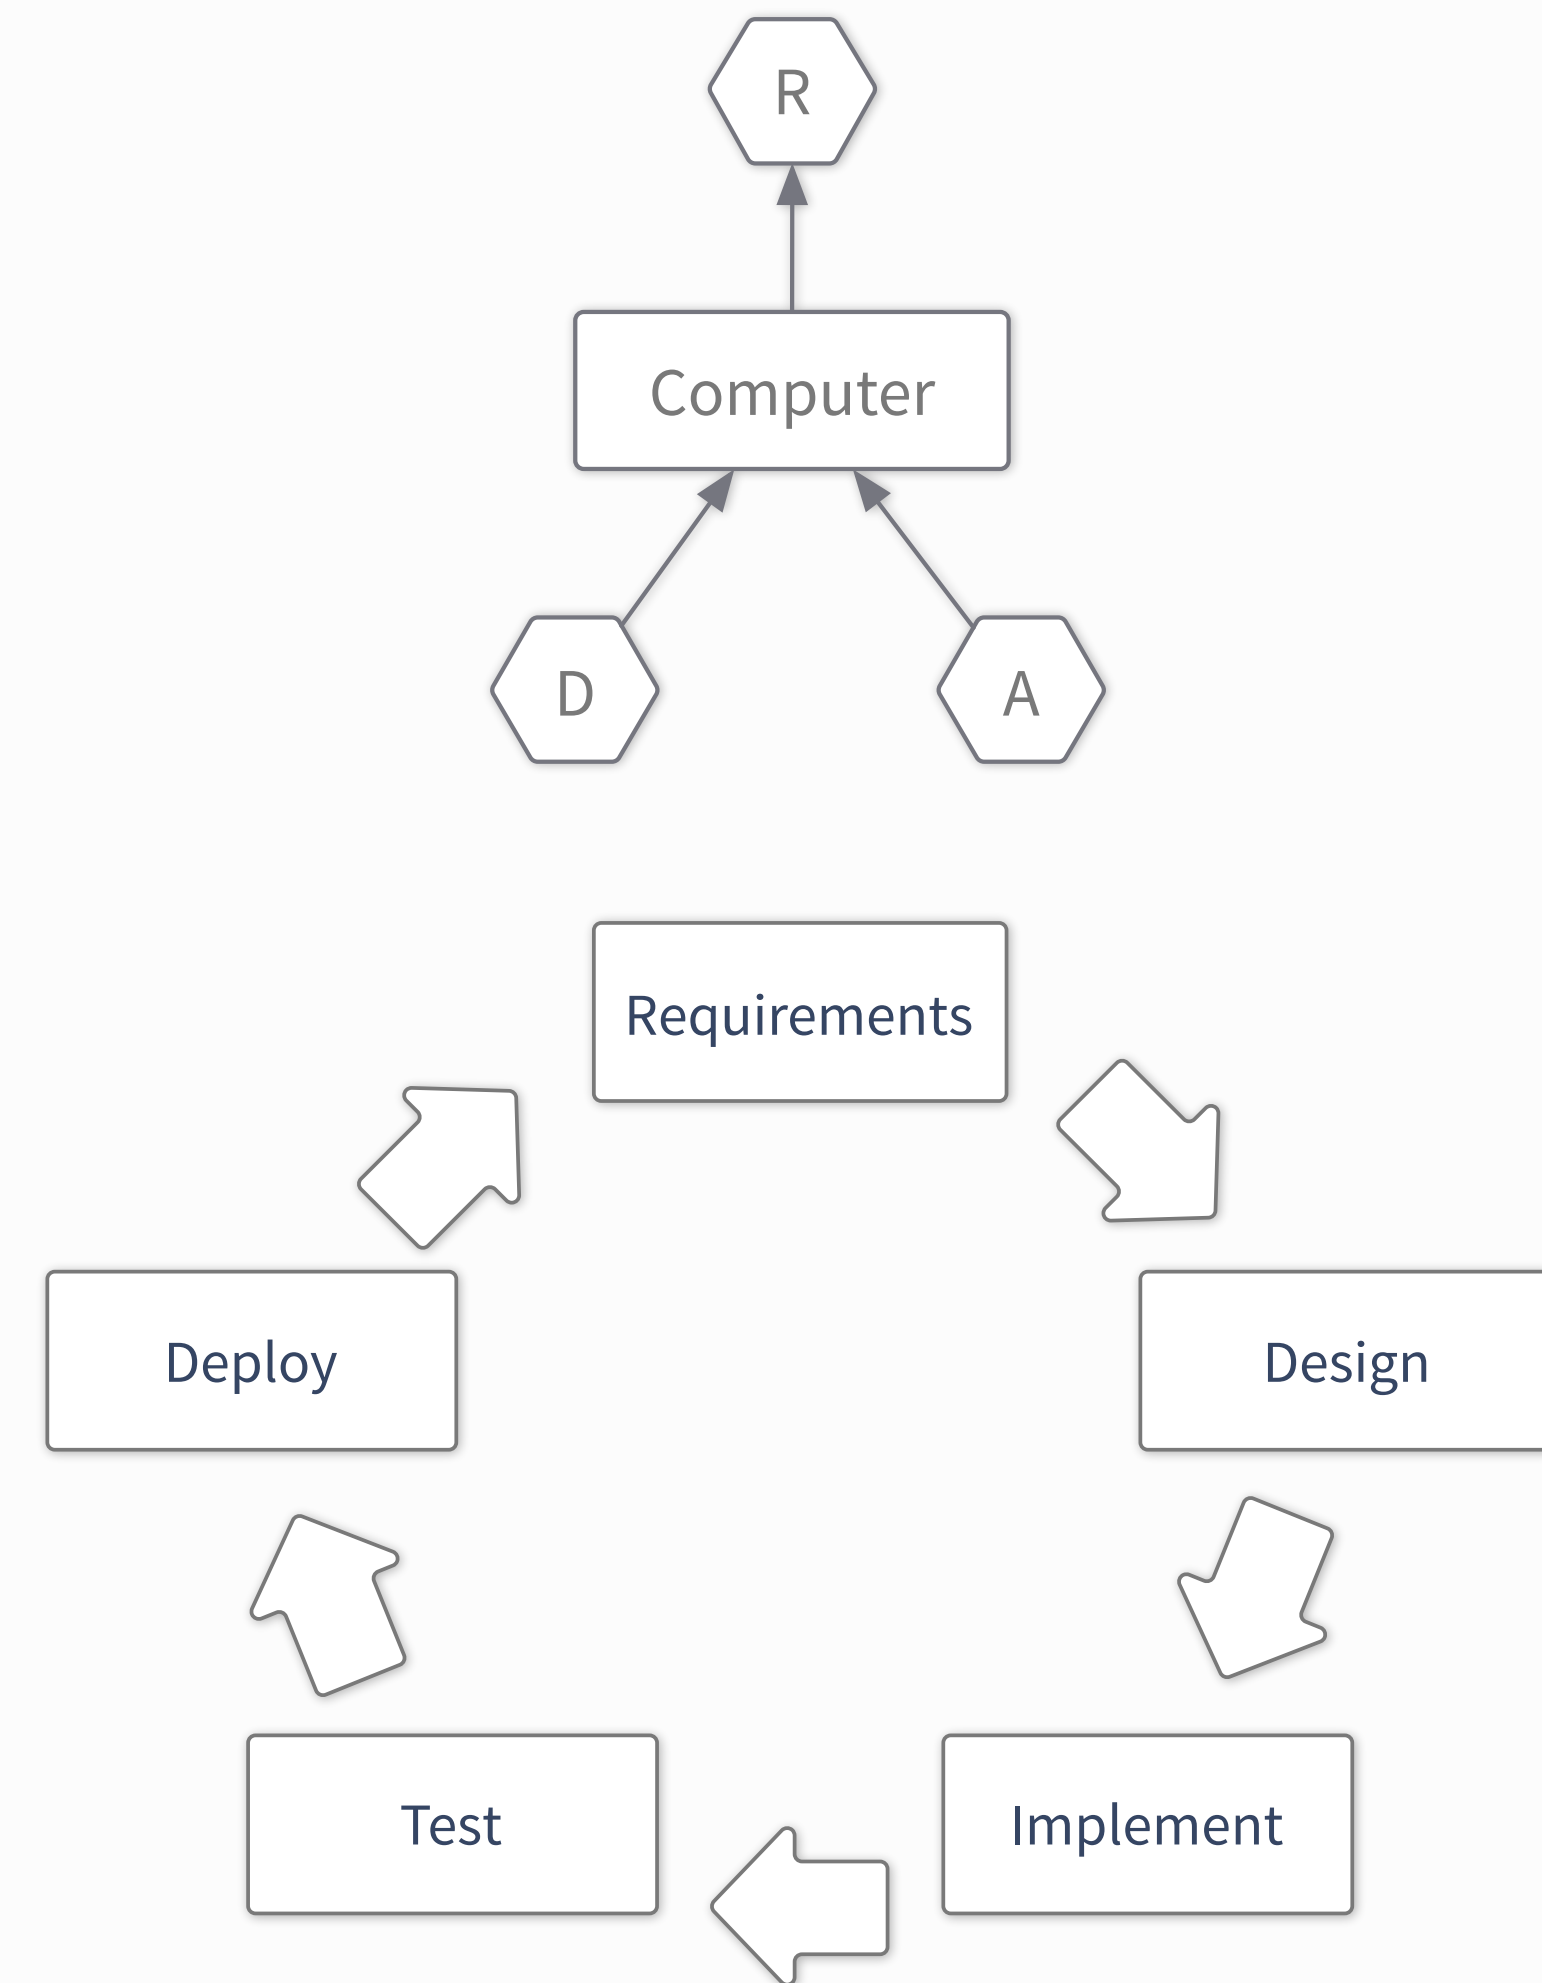 R
Computer
D
A
Requirements
Deploy
Design
Test
Implement